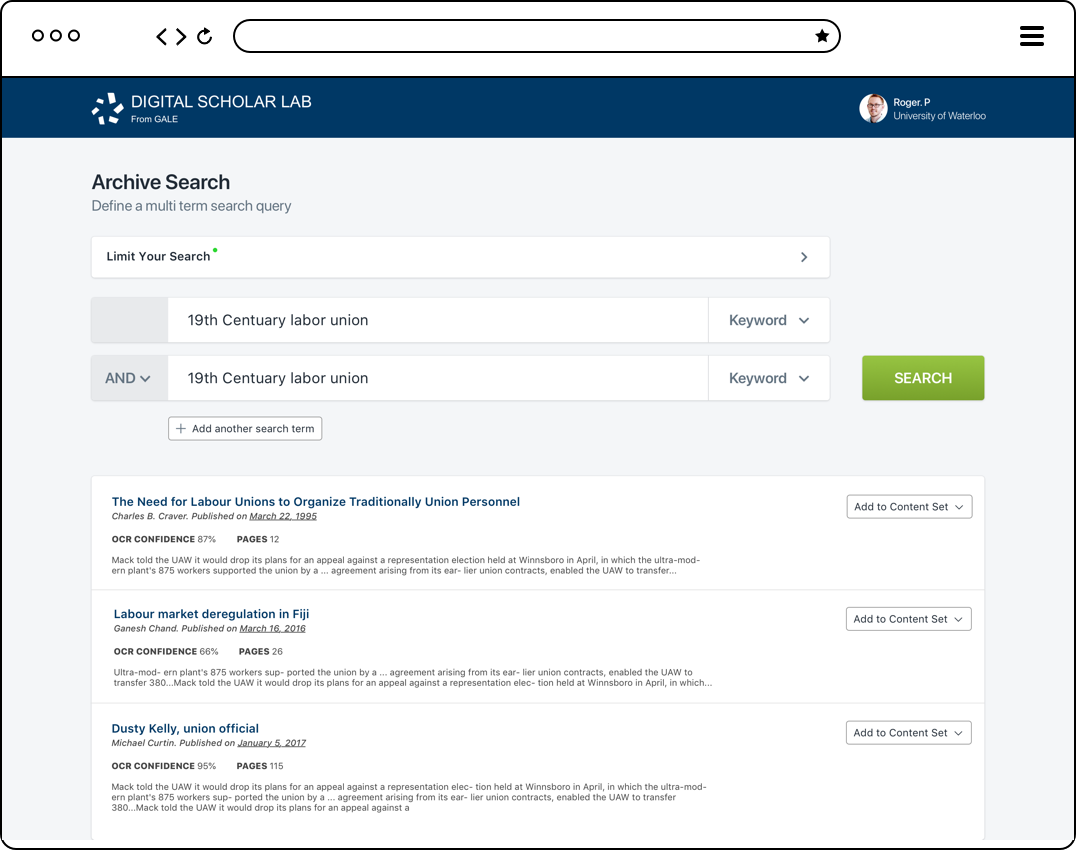 DIGITAL SCHOLAR LAB
From GALE
Roger. P
University of Waterloo
Archive Search
Define a multi term search query
Limit Your Search
19th Centuary labor union
Keyword
AND
19th Centuary labor union
Keyword
SEARCH
+ Add another search term
The Need for Labour Unions to Organize Traditionally Union Personnel
Charles B. Craver. Published on March 22, 1995
Add to Content Set
OCR CONFIDENCE 87% PAGES 12
Mack told the UAW it would drop its plans for an appeal against a representation election held at Winnsboro in April, in which the ultra-mod-
ern plant's 875 workers supported the union by a ... agreement arising from its ear- lier union contracts, enabled the UAW to transfer...
Labour market deregulation in Fiji
Ganesh Chand. Published on March 16, 2016
Add to Content Set
OCR CONFIDENCE 66% PAGES 26
Ultra-mod- ern plant's 875 workers sup- ported the union by a ... agreement arising from its ear- lier union contracts, enabled the UAW to
transfer 380...Mack told the UAW it would drop its plans for an appeal against a representation elec- tion held at Winnsboro in April, in which...
Dusty Kelly, union official
Michael Curtin. Published on January 5, 2017
Add to Content Set
OCR CONFIDENCE 95% PAGES 115
Mack told the UAW it would drop its plans for an appeal against a representation elec- tion held at Winnsboro in April, in which the ultra-mod-
ern plant's 875 workers sup- ported the union by a ... agreement arising from its ear- lier union contracts, enabled the UAW to transfer
380...Mack told the UAW it would drop its plans for an appeal against a